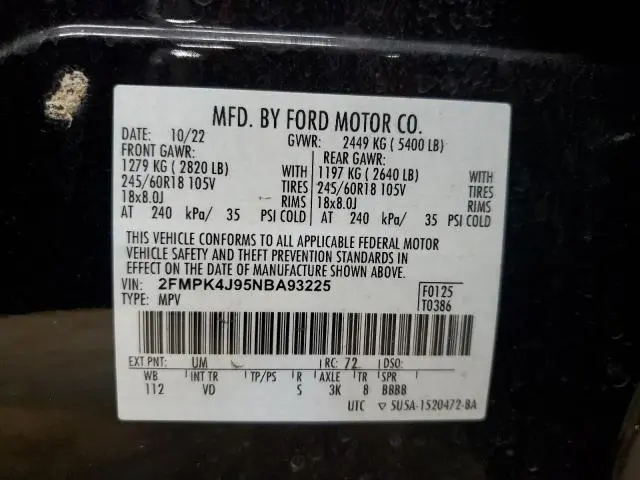 MFD. BY FORD MOTOR CO.
DATE: 10/22 GVWR: 2449 KG ( 5400 LB)
FRONT GAWR: REAR GAWR:
1279 KG ( 2820 LB) WITH 1197 KG ( 2640 LB) WITH
245/60R18 105V TIRES 245/60R18 105V TIRES
18x8.0J RIMS 18x8.0J RIMS
AT 240 kPa/ 35 PSI COLD AT 240 kPa/ 35 PSI COLD
THIS VEHICLE CONFORMS TO ALL APPLICABLE FEDERAL MOTOR
VEHICLE SAFETY AND THEFT PREVENTION STANDARDS IN
EFFECT ON THE DATE OF MANUFACTURE SHOWN ABOVE.
VIN: 2FMPK4J95NBA93225 F0125
TYPE: MPV T0386
EXT PNT: UM RC: 72 DSO:
WB INT TR TP/PS R AXLE TR SPR
112 VD S 3K 8 BBBB
UTC ▽ 5U5A-1520472-BA